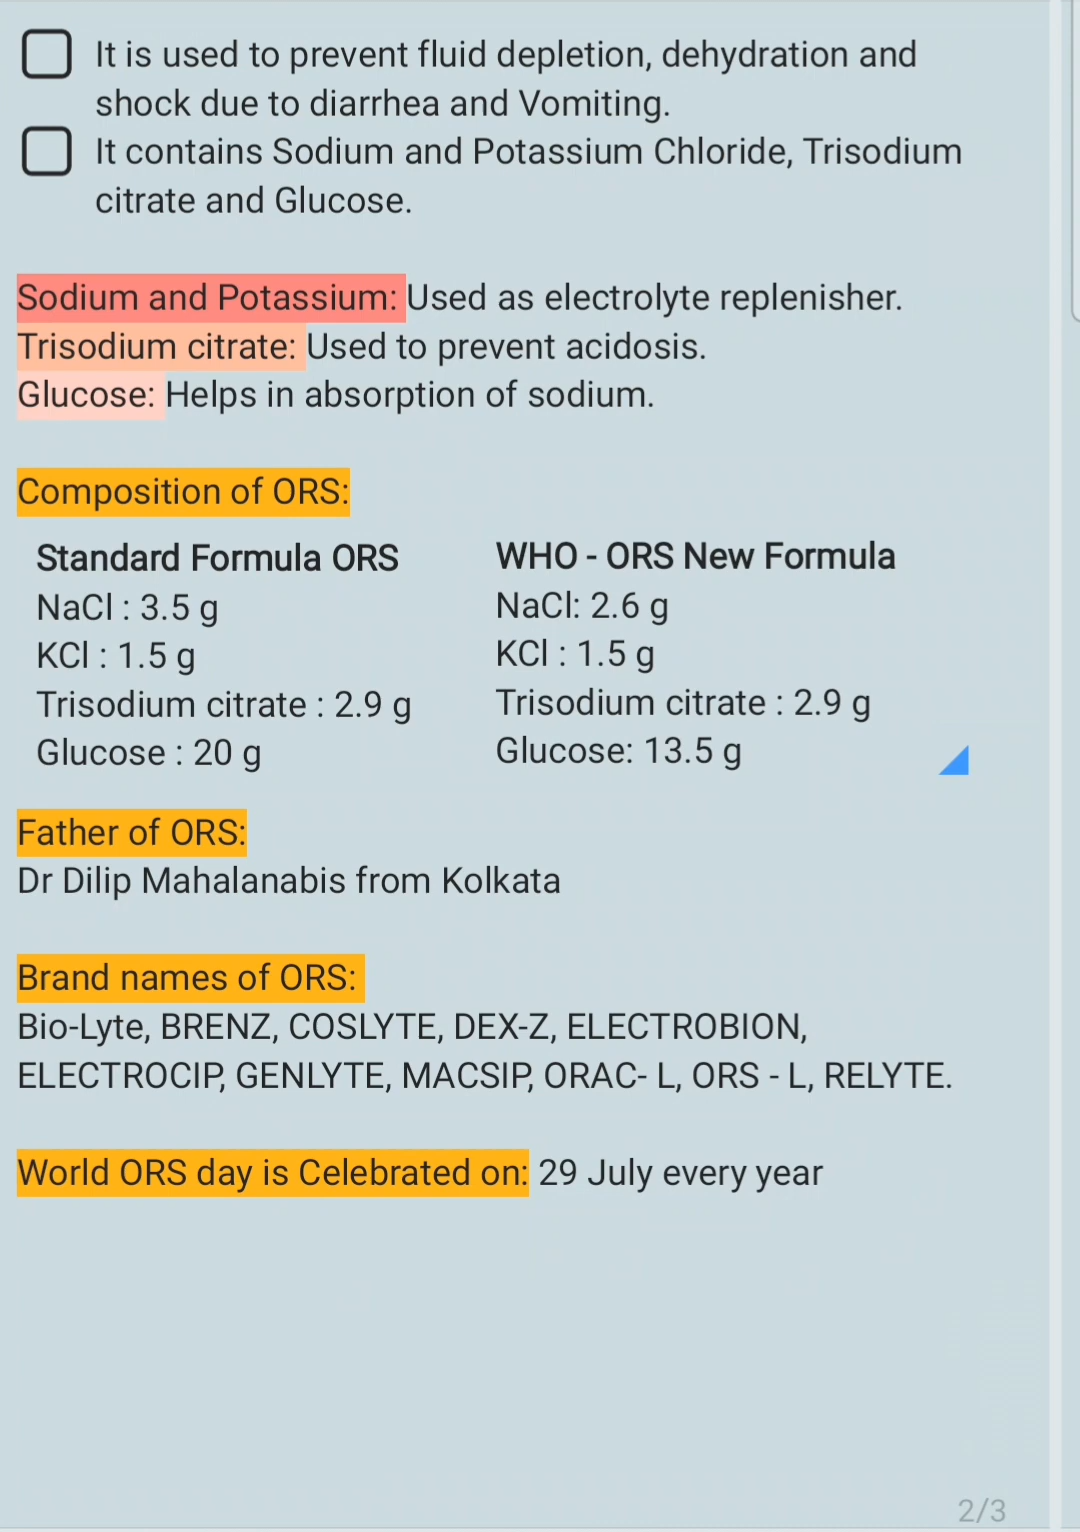 It is used to prevent fluid depletion, dehydration and
shock due to diarrhea and Vomiting.
It contains Sodium and Potassium Chloride, Trisodium
citrate and Glucose.
Sodium and Potassium: Used as electrolyte replenisher.
Trisodium citrate: Used to prevent acidosis.
Glucose: Helps in absorption of sodium.
Composition of ORS:
Standard Formula ORS
NaCl : 3.5 g
KCl : 1.5 g
Trisodium citrate : 2.9 g
Glucose : 20 g
WHO - ORS New Formula
NaCl: 2.6 g
KCl : 1.5 g
Trisodium citrate : 2.9 g
Glucose: 13.5 g
Father of ORS:
Dr Dilip Mahalanabis from Kolkata
Brand names of ORS:
Bio-Lyte, BRENZ, COSLYTE, DEX-Z, ELECTROBION,
ELECTROCIP, GENLYTE, MACSIP, ORAC- L, ORS - L, RELYTE.
World ORS day is Celebrated on: 29 July every year
2/3